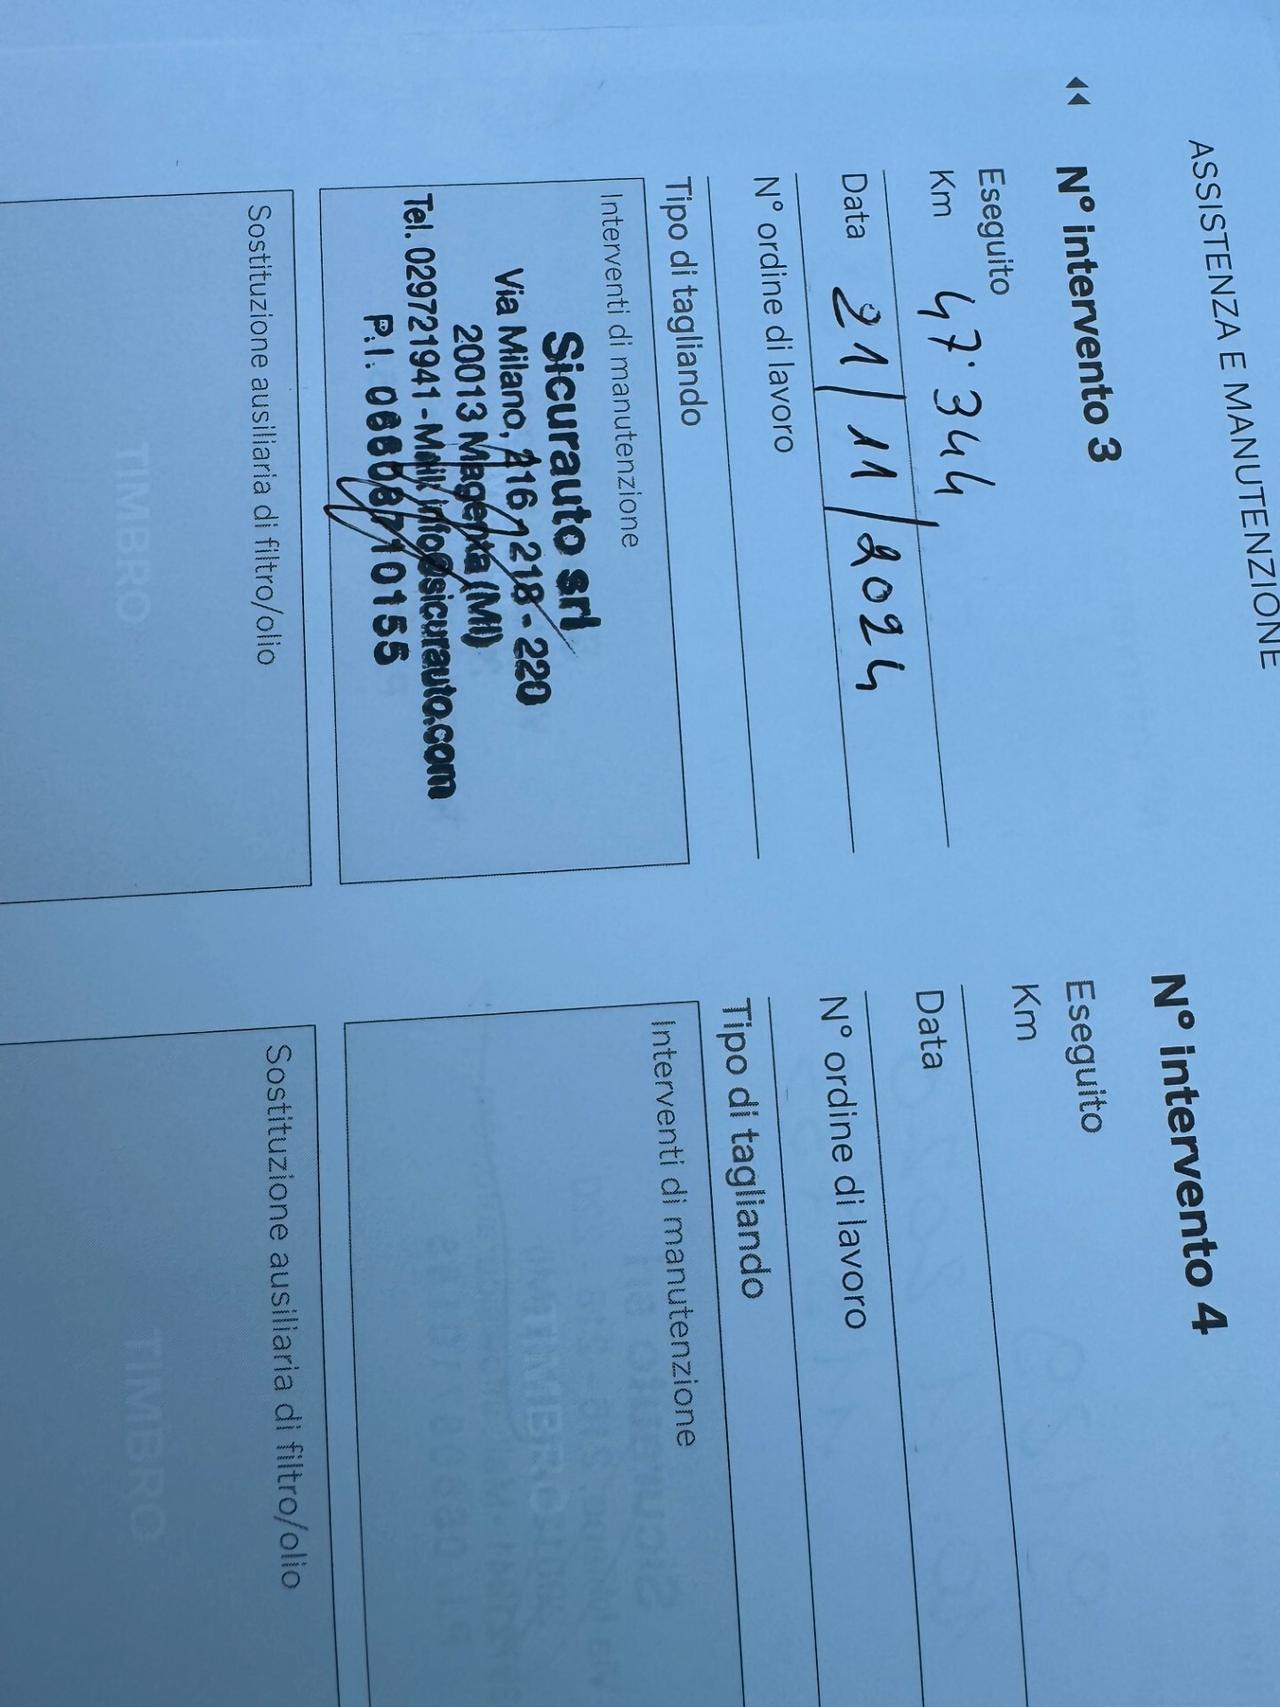 ASSISTENZA E MANUTENZIONE
N° intervento 3
Eseguito
Km 47.344
Data 21/11/2024
N° ordine di lavoro
Tipo di tagliando
Interventi di manutenzione
Sicurauto srl
Via Milano, 216 - 218 - 220
20013 Magenta (MI)
Tel. 029721941 - Mail: info@sicurauto.com
P.I.
Sostituzione ausiliaria di filtro/olio
TIMBRO
N° intervento 4
Eseguito
Km
Data
N° ordine di lavoro
Tipo di tagliando
Interventi di manutenzione
TIMBRO
Sostituzione ausiliaria di filtro/olio
TIMBRO